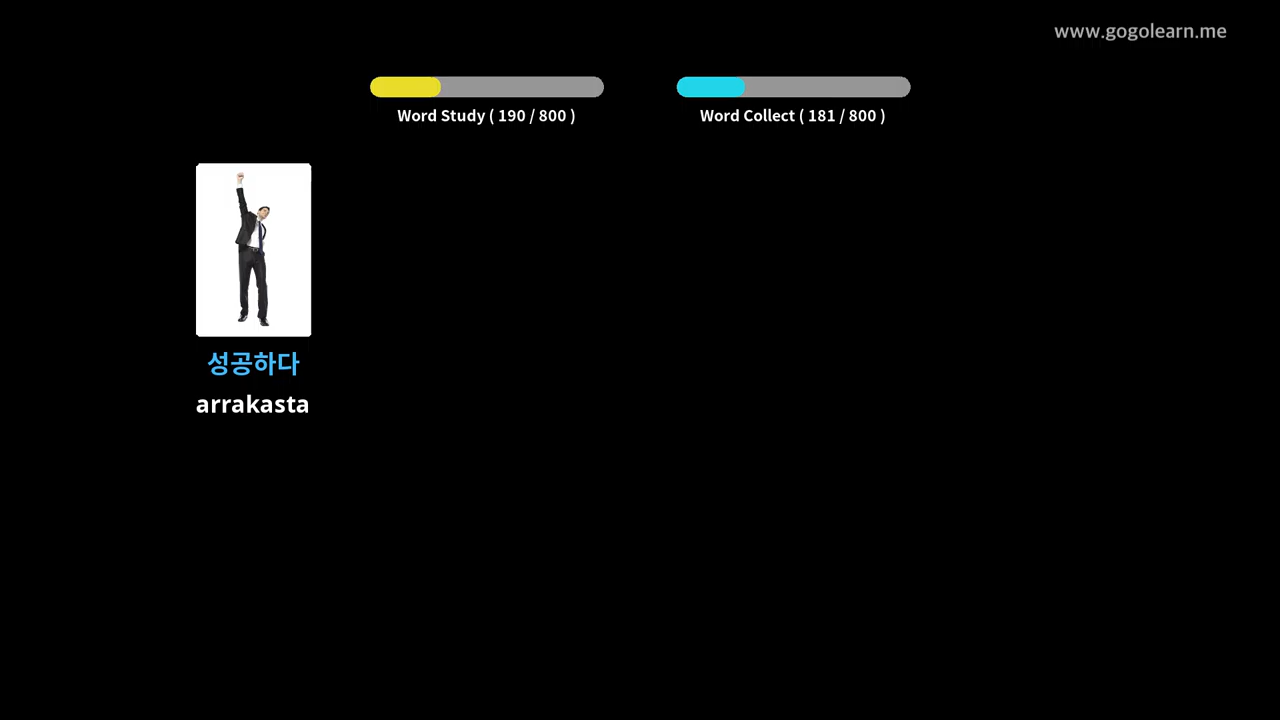 www.gogolearn.me
Word Study ( 190 / 800 )
Word Collect ( 181 / 800 )
성공하다
arrakasta